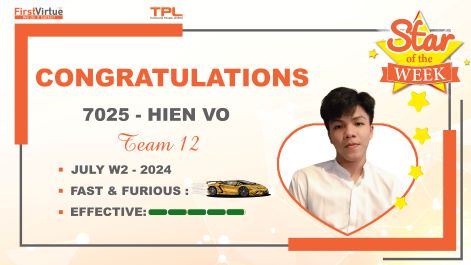 FirstVirtue
TPL
Star
of the
WEEK
CONGRATULATIONS
7025 - HIEN VO
Team 12
JULY W2 - 2024
FAST & FURIOUS :
EFFECTIVE: